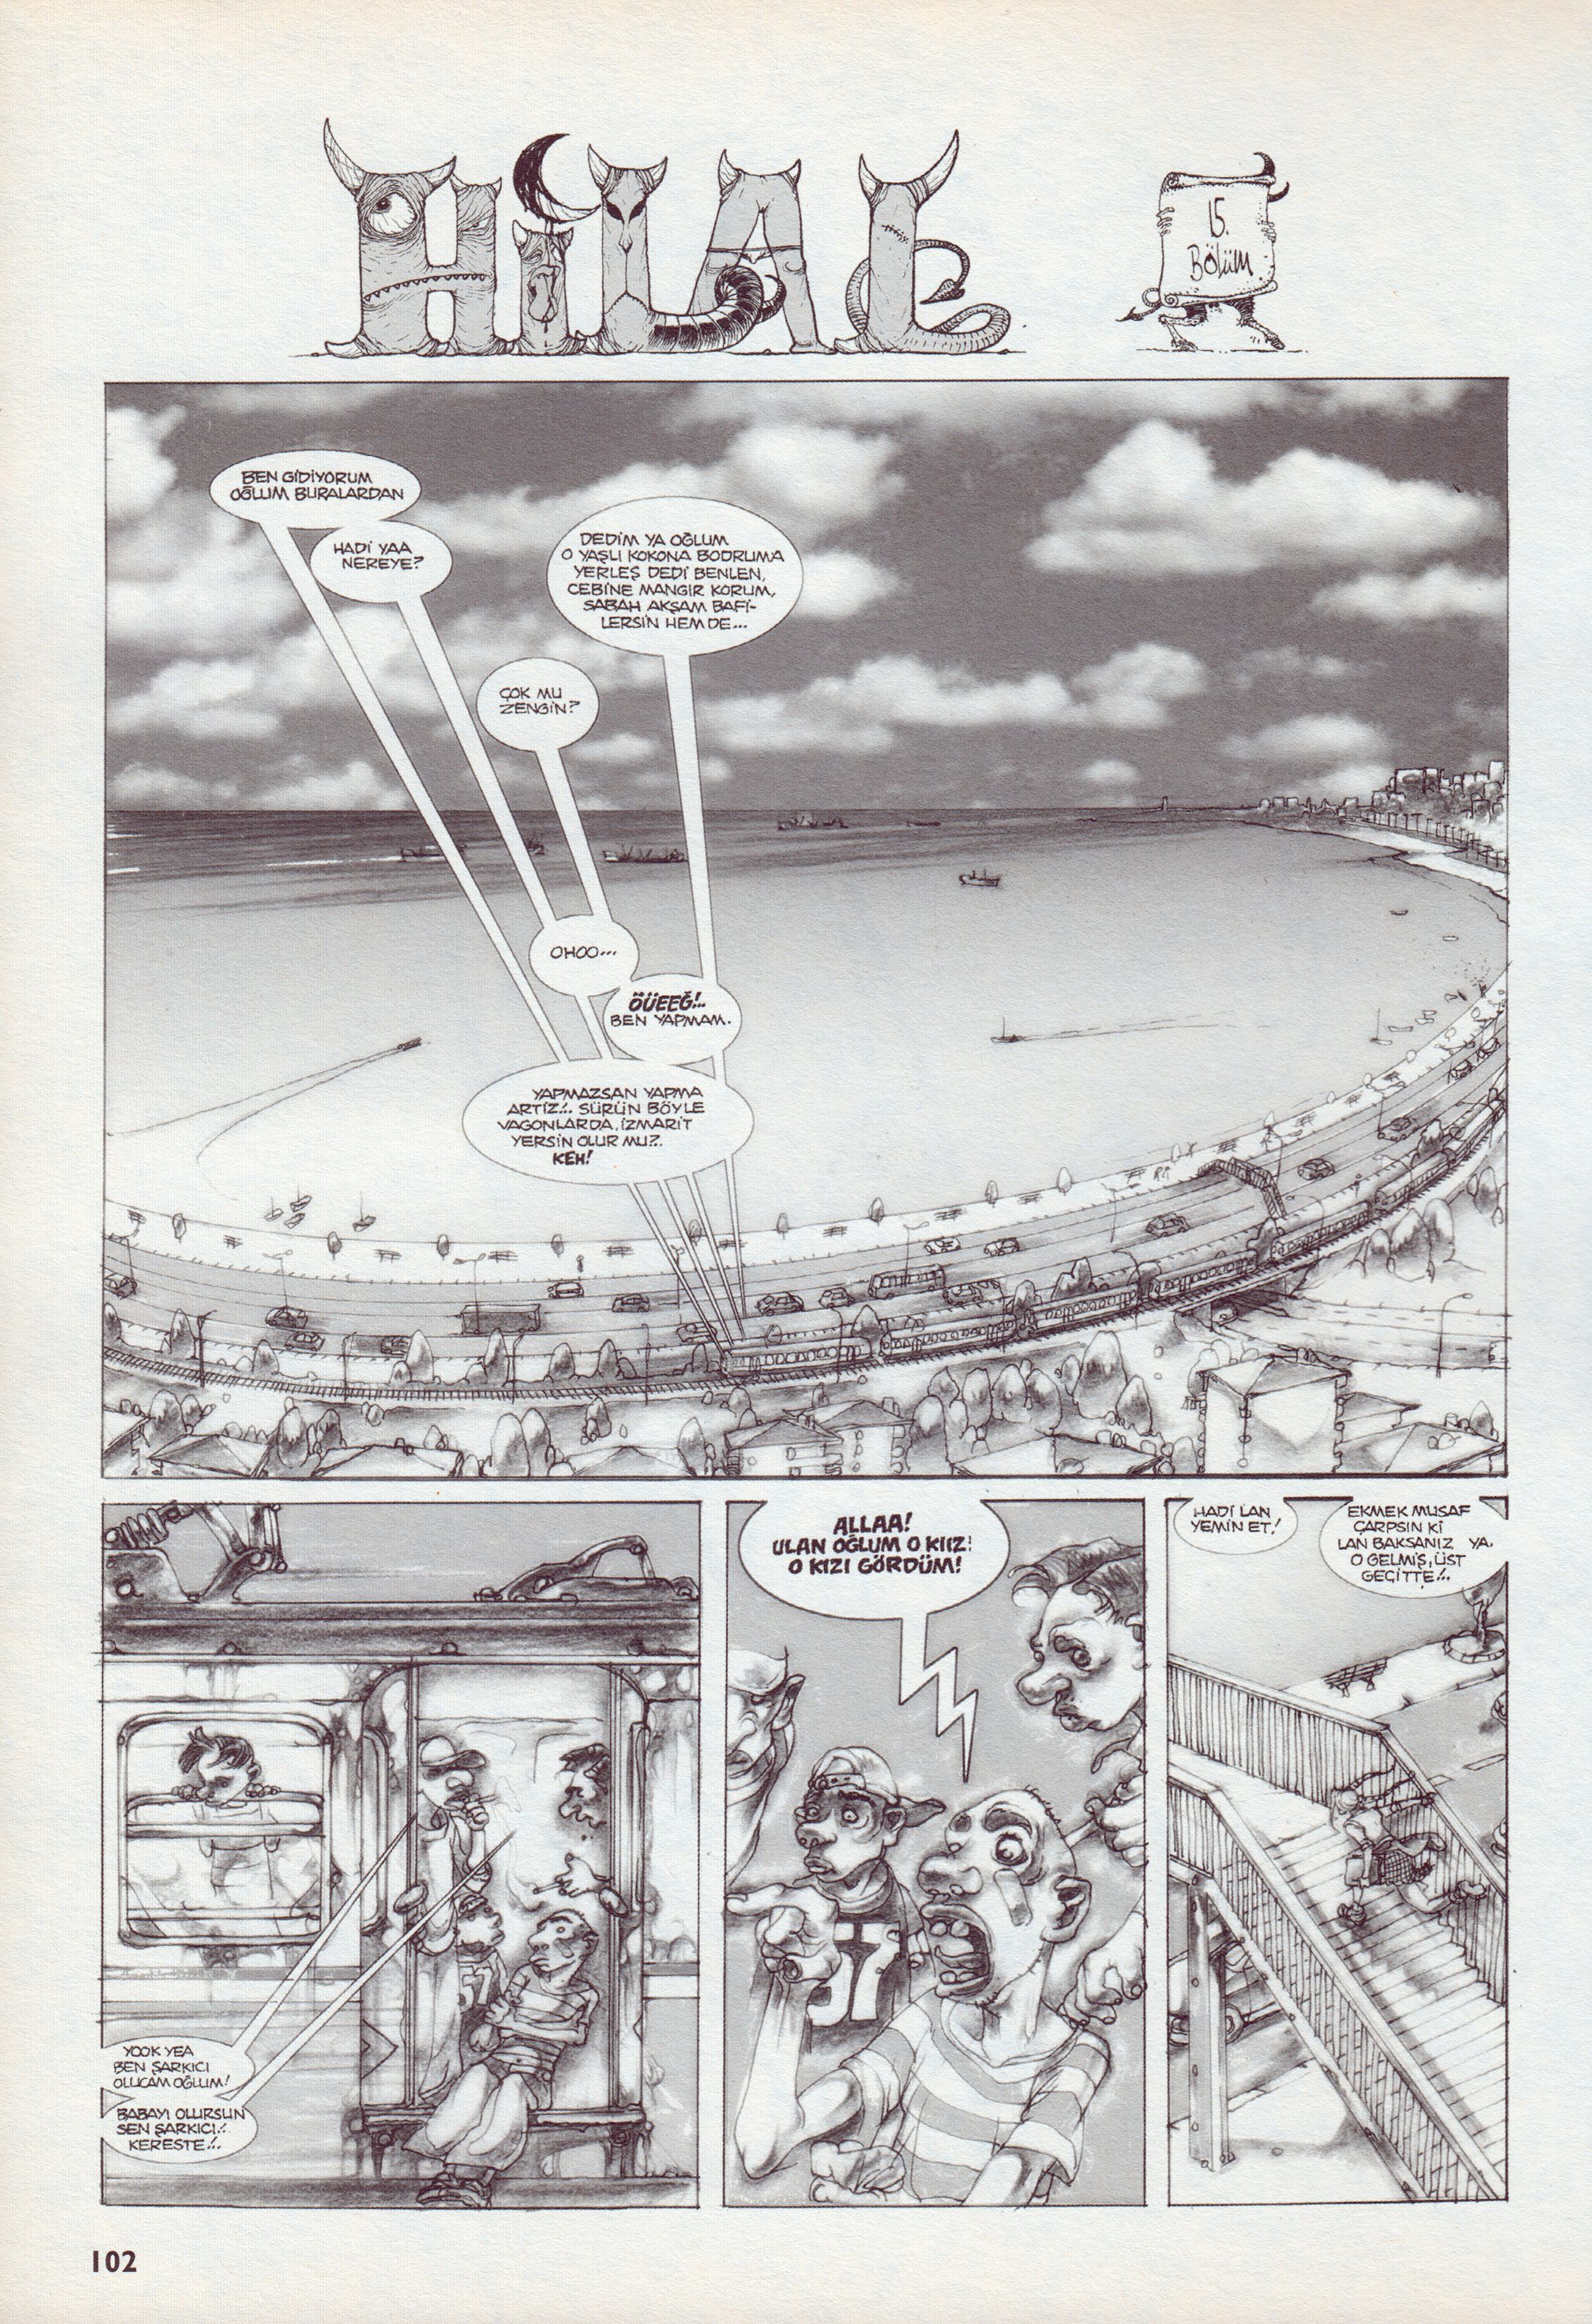 HİLAL
15.
Bölüm
BEN GİDİYORUM
OĞLUM BURALARDAN
HADİ YAA
NEREYE?
DEDİM YA OĞLUM
O YAŞLI KOKONA BODRUMA
YERLEŞ DEDİ BENLEN,
CEBİNE MANGIR KORUM,
SABAH AKŞAM BAFİ-
LERSİN HEM DE...
ÇOK MU
ZENGİN?
OHOO...
ÖÜEEĞ!..
BEN YAPMAM.
YAPMAZSAN YAPMA
ARTİZ!.. SÜRÜN BÖYLE
VAGONLARDA, İZMARİT
YERSİN OLUR MU?.
KEH!
YOOK YEA
BEN ŞARKICI
OLUCAM OĞLUM!
BABAYI OLURSUN
SEN ŞARKICI!..
KERESTE!..
ALLAA!
ULAN OĞLUM O KIIZ!
O KIZI GÖRDÜM!
57
57
HADİ LAN
YEMİN ET!
EKMEK MUSAF
ÇARPSIN Kİ
LAN BAKSANIZ YA,
O GELMİŞ, ÜST
GEÇİTTE!..
102